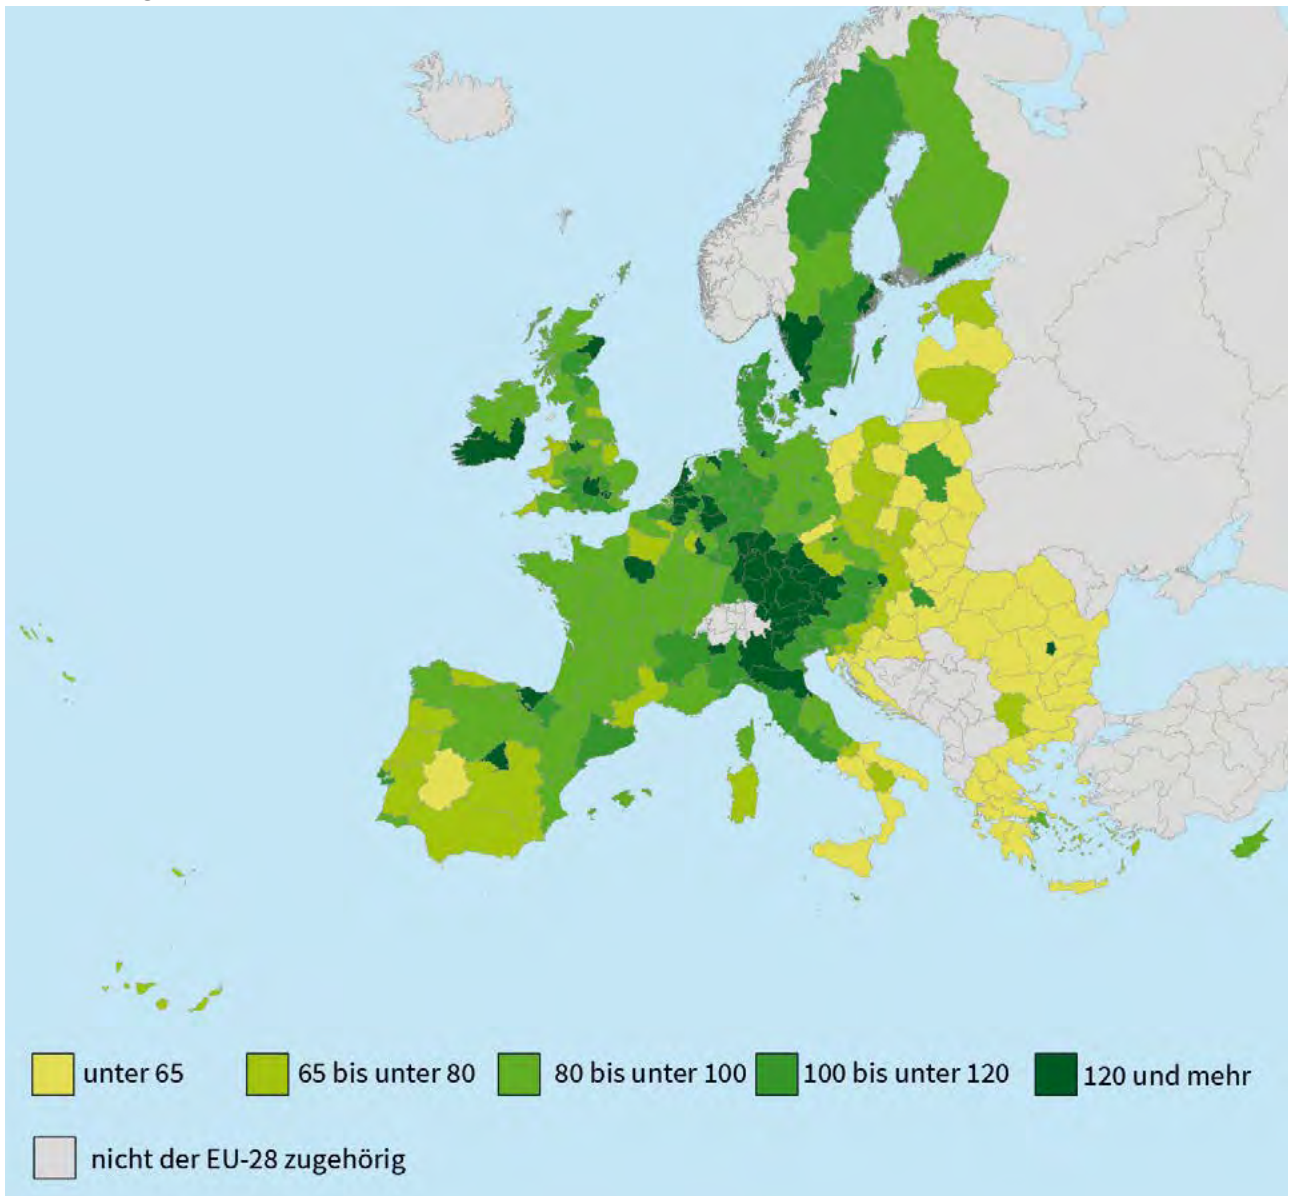 unter 65
65 bis unter 80
80 bis unter 100
100 bis unter 120
120 und mehr
nicht der EU-28 zugehörig